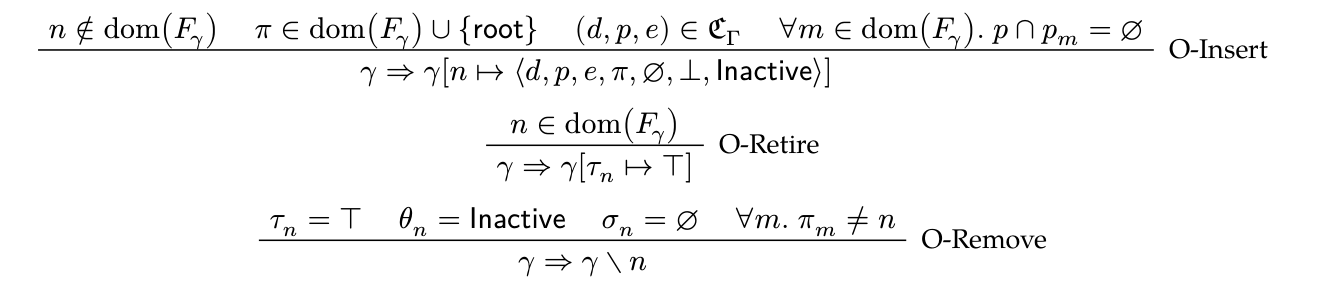 n ∉ dom(F_γ)    π ∈ dom(F_γ) ∪ {root}    (d, p, e) ∈ ℭ_Γ    ∀m ∈ dom(F_γ). p ∩ p_m = ∅
O-Insert
γ ⇒ γ[n ↦ ⟨d, p, e, π, ∅, ⊥, Inactive⟩]
n ∈ dom(F_γ)
O-Retire
γ ⇒ γ[τ_n ↦ ⊤]
τ_n = ⊤    θ_n = Inactive    σ_n = ∅    ∀m. π_m ≠ n
O-Remove
γ ⇒ γ \ n